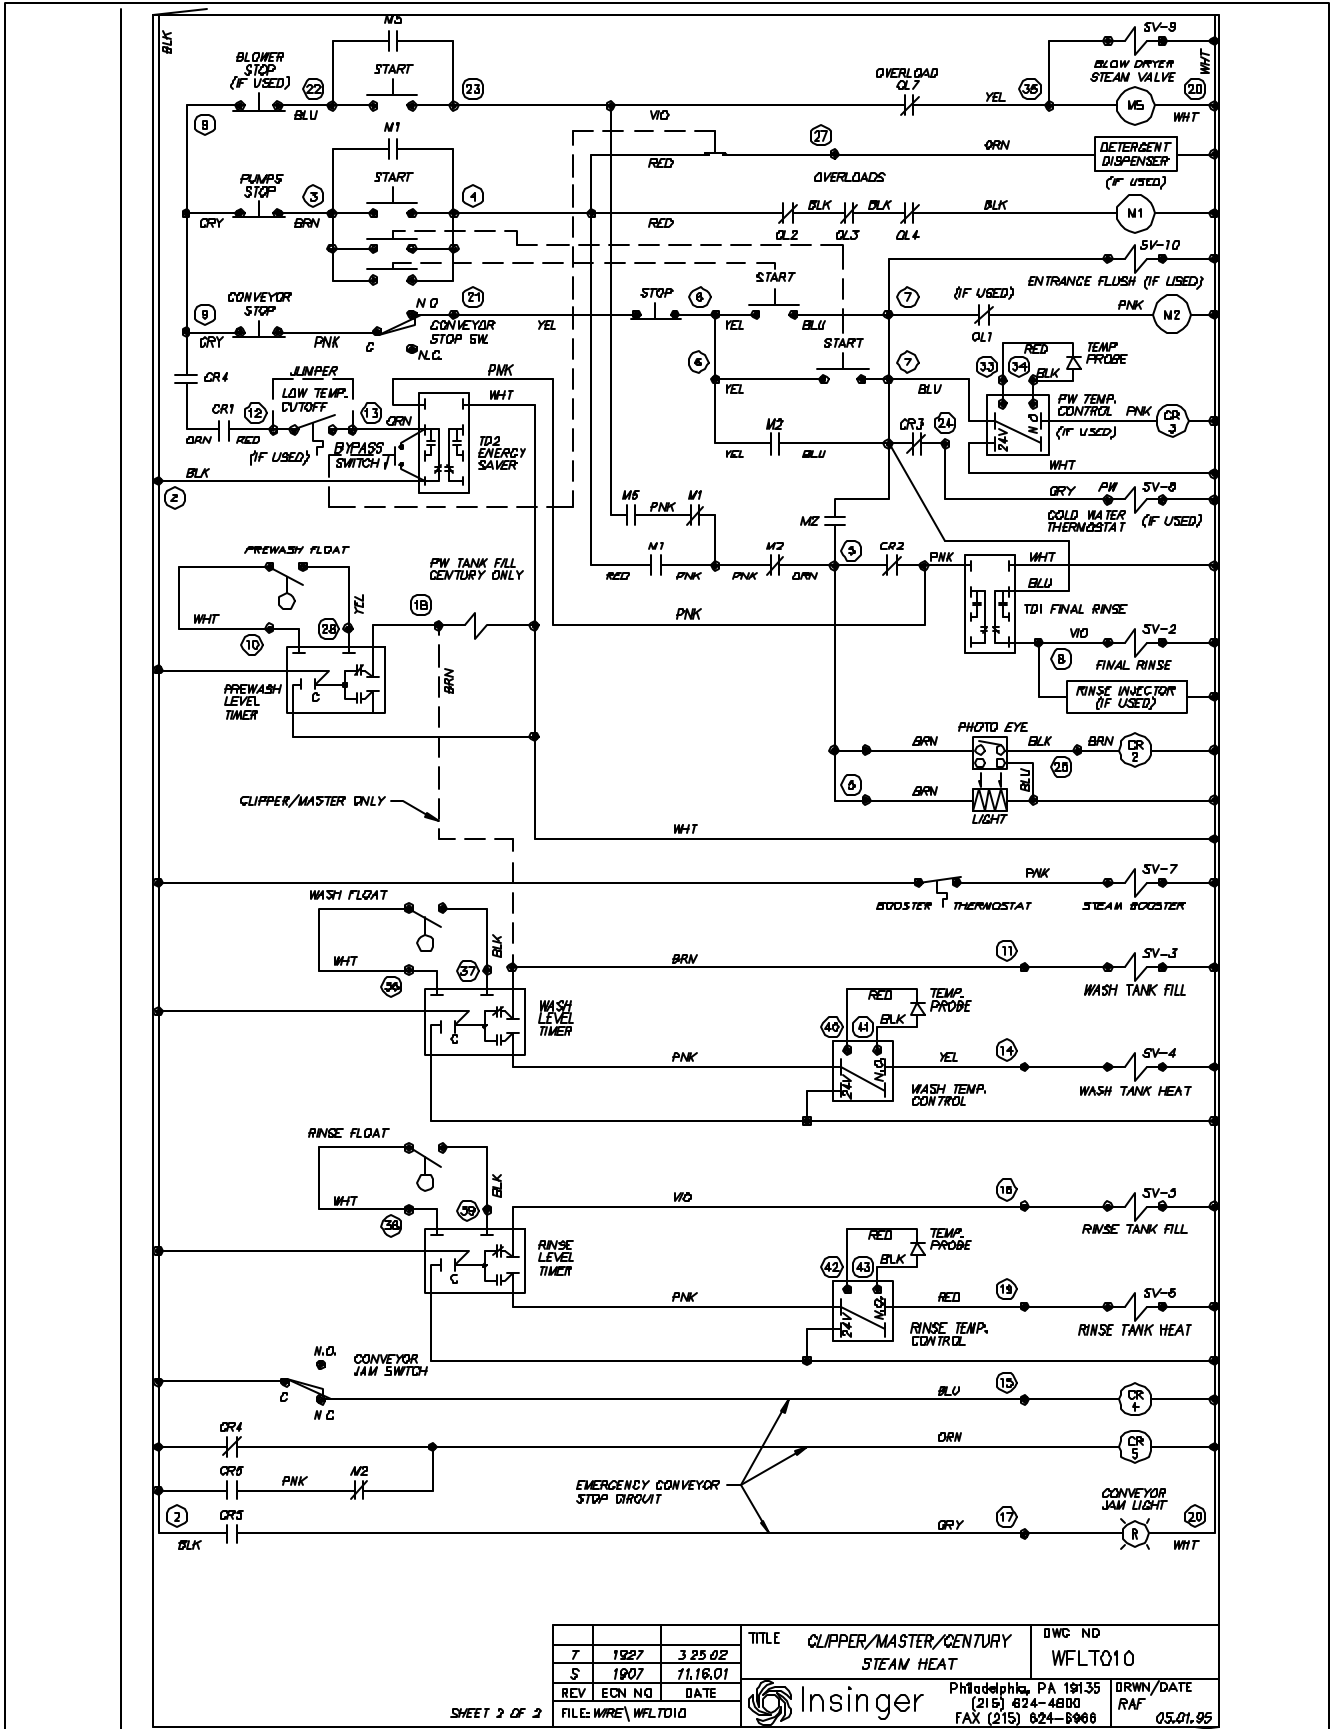 BLK
M5
SV-9
BLOWER
STOP
(IF USED)
22
START
23
OVERLOAD
OL7
BLOW DRYER
STEAM VALVE
WHT
YEL
M5
20
BLU
VIO
WHT
M1
27
ORN
DETERGENT
DISPENSER
(IF USED)
RED
PUMPS
STOP
3
START
4
OVERLOADS
GRY
BRN
RED
BLK
BLK
BLK
M1
OL2
OL3
OL4
SV-10
ENTRANCE FLUSH (IF USED)
START
9
CONVEYOR
STOP
N O
21
STOP
6
7
(IF USED)
PNK
M2
GRY
PNK
C
CONVEYOR
STOP SW.
N.C.
YEL
YEL
BLU
OL1
START
RED
TEMP
PROBE
33
34
BLK
CR4
JUMPER
PNK
6
7
LOW TEMP.
CUTOFF
WHT
YEL
BLU
PW TEMP.
CONTROL
(IF USED)
PNK
CR
3
CR1
12
13
ORN
CR3
24
24V
N.O
ORN
RED
(IF USED)
BYPASS
SWITCH
TD2
ENERGY
SAVER
M2
YEL
BLU
WHT
BLK
2
GRY
PW
SV-8
COLD WATER
THERMOSTAT
(IF USED)
M5
PNK
M1
M2
PREWASH FLOAT
PW TANK FILL
CENTURY ONLY
M1
M2
5
CR2
PNK
WHT
RED
PNK
PNK
ORN
BLU
YEL
18
TD1 FINAL RINSE
WHT
28
PNK
VIO
SV-2
10
8
FINAL RINSE
C
PREWASH
LEVEL
TIMER
BRN
RINSE INJECTOR
(IF USED)
PHOTO EYE
BRN
BLK
BRN
CR
2
25
BLU
CLIPPER/MASTER ONLY
BRN
LIGHT
WHT
PNK
SV-7
BOOSTER
THERMOSTAT
STEAM BOOSTER
WASH FLOAT
BLK
11
WHT
37
BRN
SV-3
36
WASH TANK FILL
WASH
LEVEL
TIMER
C
RED
TEMP.
PROBE
40
41
BLK
PNK
14
YEL
SV-4
24V
N.O.
WASH TEMP.
CONTROL
WASH TANK HEAT
RINSE FLOAT
BLK
WHT
VIO
16
SV-5
38
39
RINSE TANK FILL
RINSE
LEVEL
TIMER
C
RED
TEMP.
PROBE
42
43
BLK
PNK
RED
19
SV-6
24V
N.O.
RINSE TEMP.
CONTROL
RINSE TANK HEAT
N.O.
CONVEYOR
JAM SWITCH
C
N C
BLU
15
CR
4
CR4
ORN
CR
5
CR5
PNK
M2
EMERGENCY CONVEYOR
STOP CIRCUIT
CONVEYOR
JAM LIGHT
2
CR5
17
20
BLK
GRY
R
WHT
T 1927 3 25 02
S 1907 11.16.01
REV ECN NO DATE
SHEET 2 OF 2
FILE: WIRE\WFLT010
TITLE
CLIPPER/MASTER/CENTURY
STEAM HEAT
DWG NO
WFLT010
Insinger
Philadelphia, PA 19135
(215) 624-4800
FAX (215) 624-6966
DRWN/DATE
RAF
05.01.95